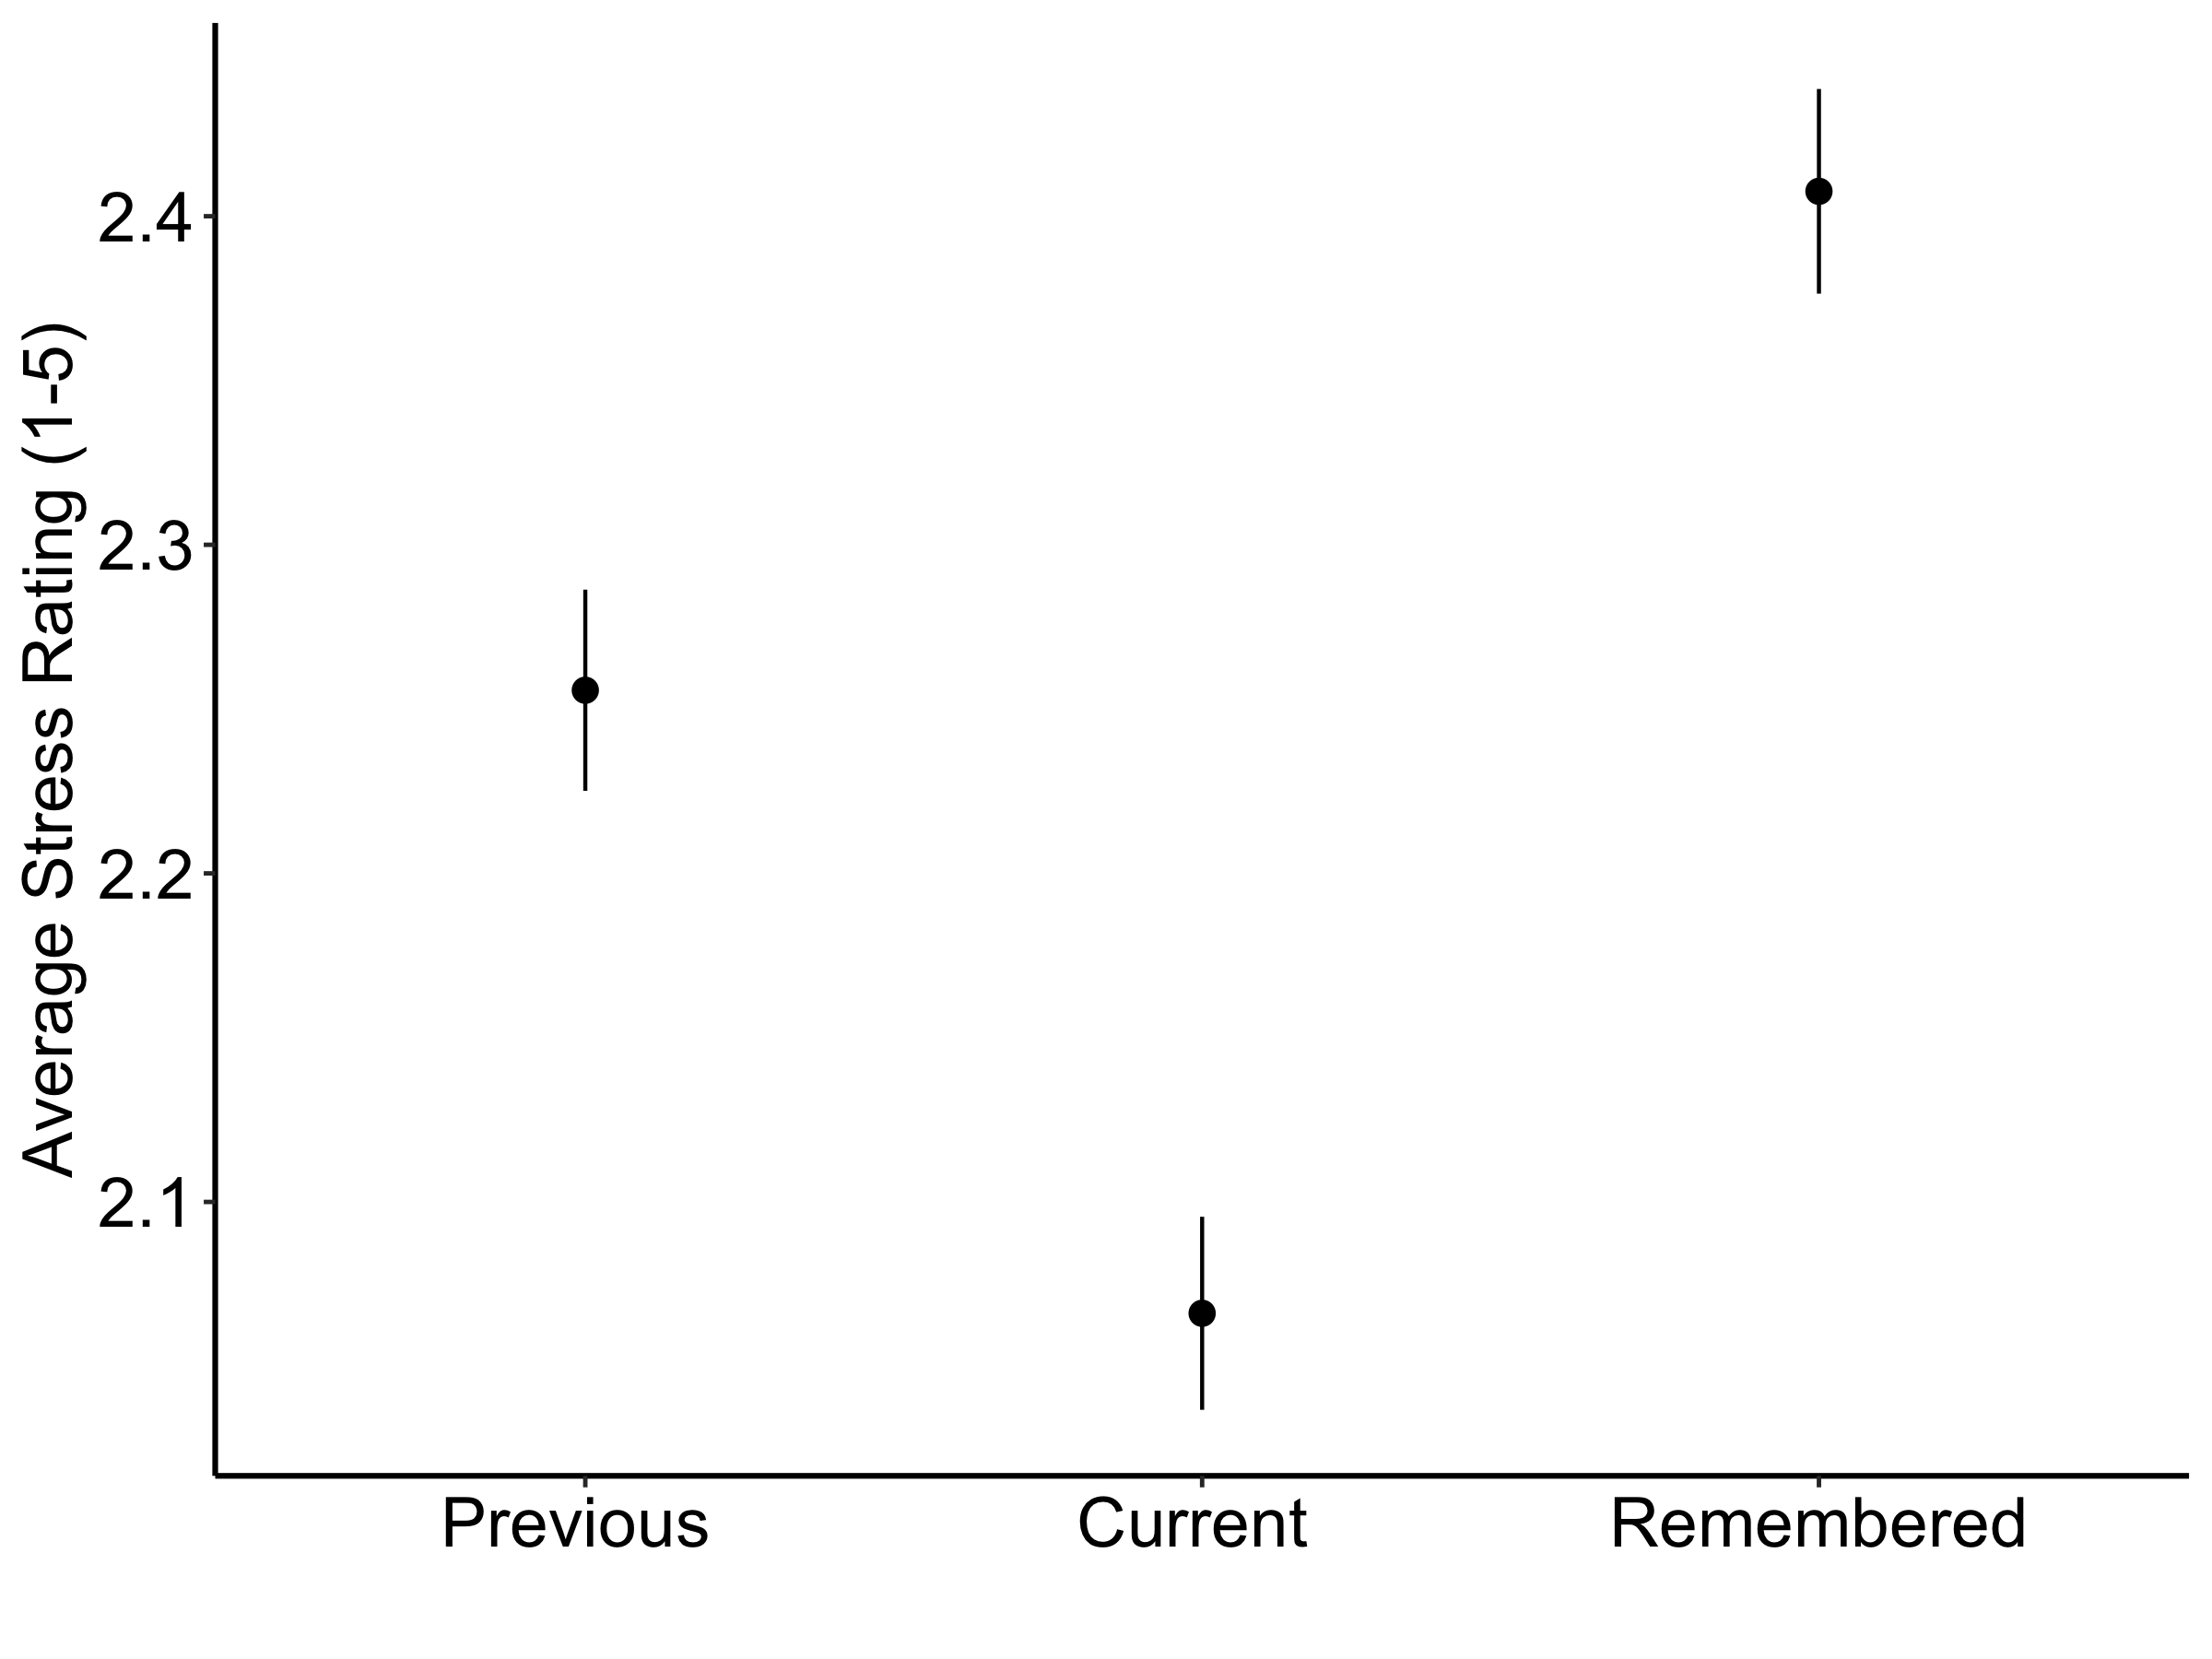 Average Stress Rating (1-5)
2.4
2.3
2.2
2.1
Previous Current Remembered